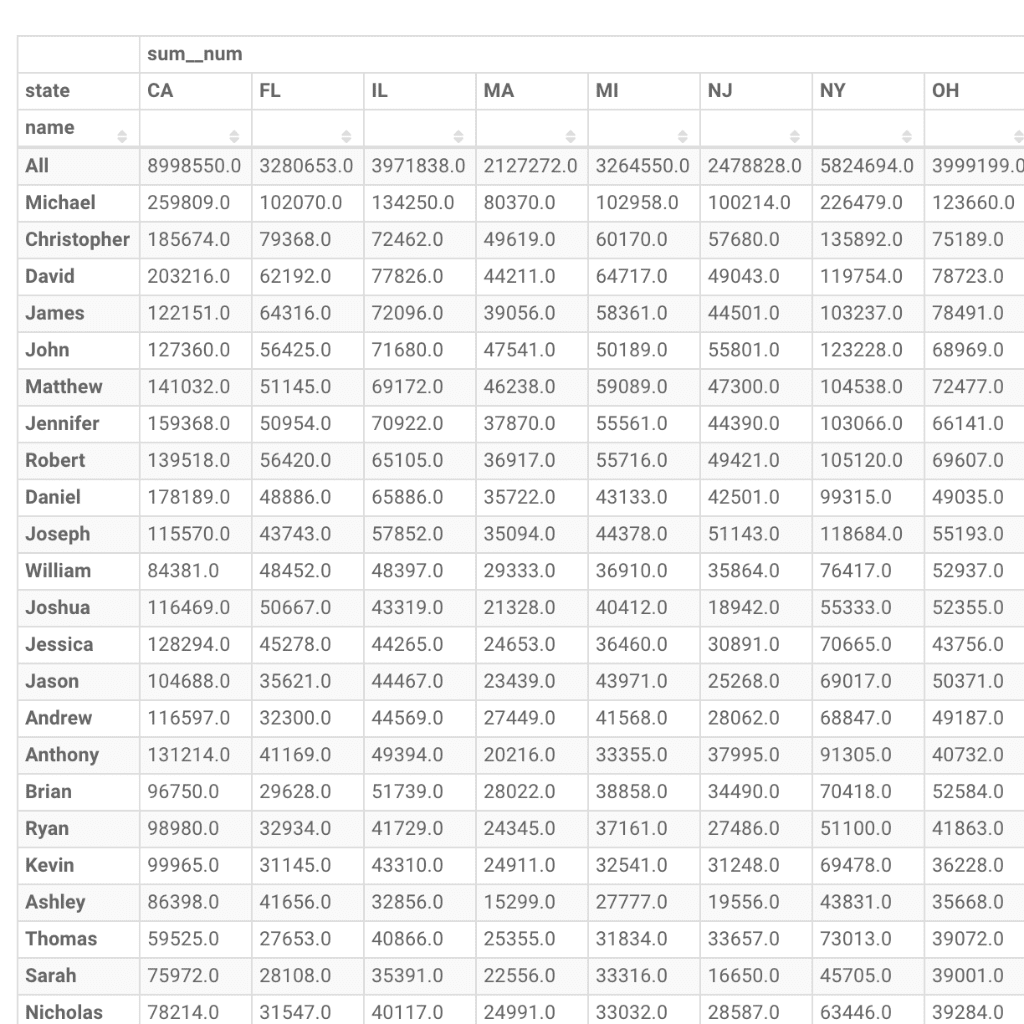 sum__num
state CA FL IL MA MI NJ NY OH
name
All 8998550.0 3280653.0 3971838.0 2127272.0 3264550.0 2478828.0 5824694.0 3999199.0
Michael 259809.0 102070.0 134250.0 80370.0 102958.0 100214.0 226479.0 123660.0
Christopher 185674.0 79368.0 72462.0 49619.0 60170.0 57680.0 135892.0 75189.0
David 203216.0 62192.0 77826.0 44211.0 64717.0 49043.0 119754.0 78723.0
James 122151.0 64316.0 72096.0 39056.0 58361.0 44501.0 103237.0 78491.0
John 127360.0 56425.0 71680.0 47541.0 50189.0 55801.0 123228.0 68969.0
Matthew 141032.0 51145.0 69172.0 46238.0 59089.0 47300.0 104538.0 72477.0
Jennifer 159368.0 50954.0 70922.0 37870.0 55561.0 44390.0 103066.0 66141.0
Robert 139518.0 56420.0 65105.0 36917.0 55716.0 49421.0 105120.0 69607.0
Daniel 178189.0 48886.0 65886.0 35722.0 43133.0 42501.0 99315.0 49035.0
Joseph 115570.0 43743.0 57852.0 35094.0 44378.0 51143.0 118684.0 55193.0
William 84381.0 48452.0 48397.0 29333.0 36910.0 35864.0 76417.0 52937.0
Joshua 116469.0 50667.0 43319.0 21328.0 40412.0 18942.0 55333.0 52355.0
Jessica 128294.0 45278.0 44265.0 24653.0 36460.0 30891.0 70665.0 43756.0
Jason 104688.0 35621.0 44467.0 23439.0 43971.0 25268.0 69017.0 50371.0
Andrew 116597.0 32300.0 44569.0 27449.0 41568.0 28062.0 68847.0 49187.0
Anthony 131214.0 41169.0 49394.0 20216.0 33355.0 37995.0 91305.0 40732.0
Brian 96750.0 29628.0 51739.0 28022.0 38858.0 34490.0 70418.0 52584.0
Ryan 98980.0 32934.0 41729.0 24345.0 37161.0 27486.0 51100.0 41863.0
Kevin 99965.0 31145.0 43310.0 24911.0 32541.0 31248.0 69478.0 36228.0
Ashley 86398.0 41656.0 32856.0 15299.0 27777.0 19556.0 43831.0 35668.0
Thomas 59525.0 27653.0 40866.0 25355.0 31834.0 33657.0 73013.0 39072.0
Sarah 75972.0 28108.0 35391.0 22556.0 33316.0 16650.0 45705.0 39001.0
Nicholas 78214.0 31547.0 40117.0 24991.0 33032.0 28587.0 63446.0 39284.0